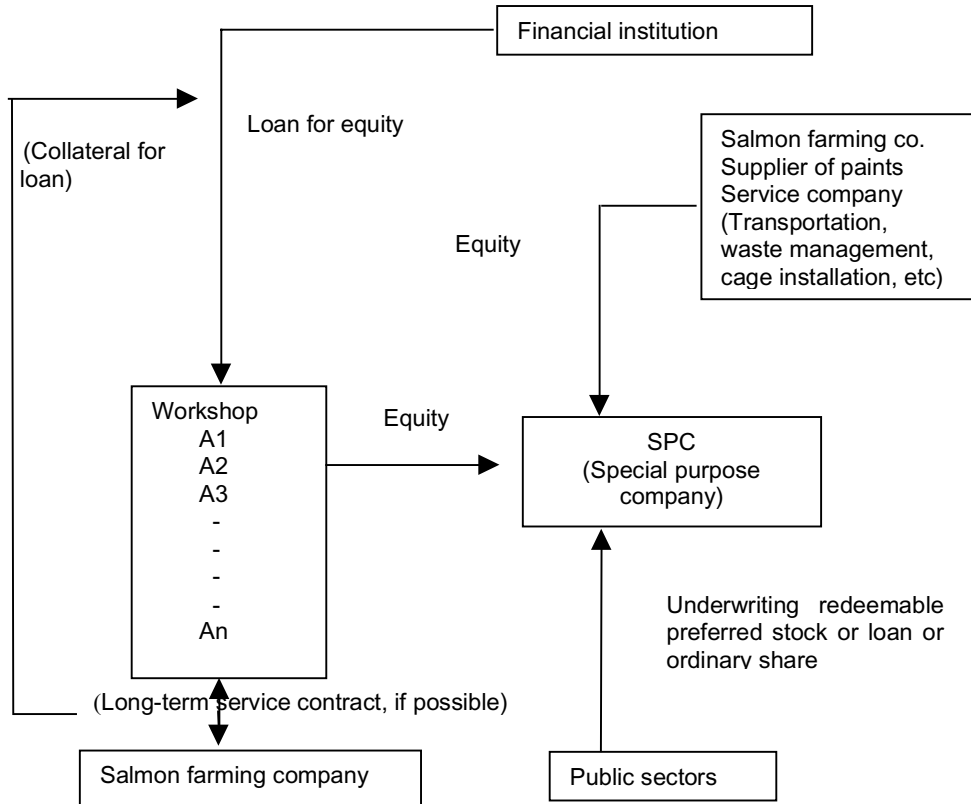 Financial institution
Loan for equity
(Collateral for
loan)
Salmon farming co.
Supplier of paints
Service company
(Transportation,
waste management,
cage installation, etc)
Equity
Workshop
A1
A2
A3
-
-
-
-
An
Equity
SPC
(Special purpose
company)
Underwriting redeemable
preferred stock or loan or
ordinary share
(Long-term service contract, if possible)
Salmon farming company
Public sectors